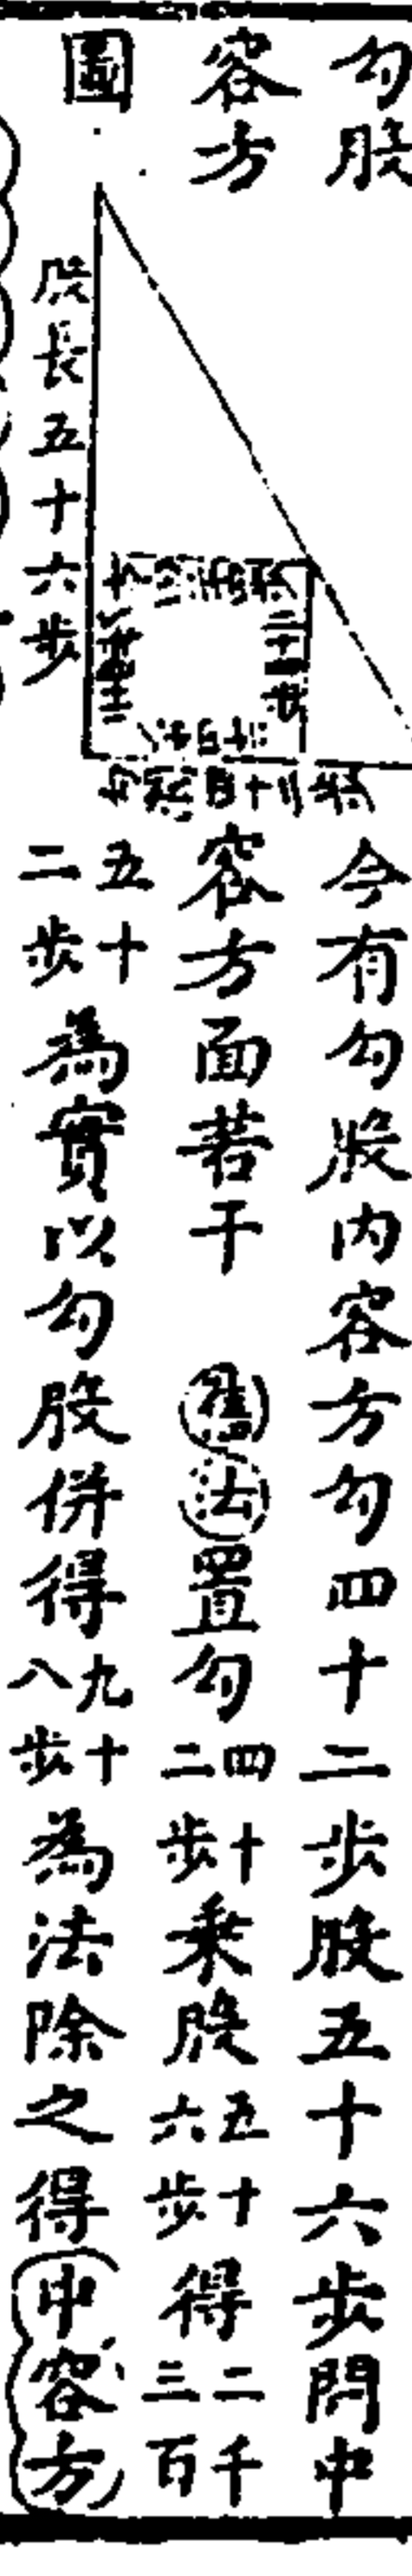 勾股
容方
圖
股長五十六步
今有勾股內容方勾四十二步股五十六步問中
容方面若干 舊法置勾四十二步乘股五十六步得二千三百
五十二步為實以勾股併得九十八步為法除之得中容方